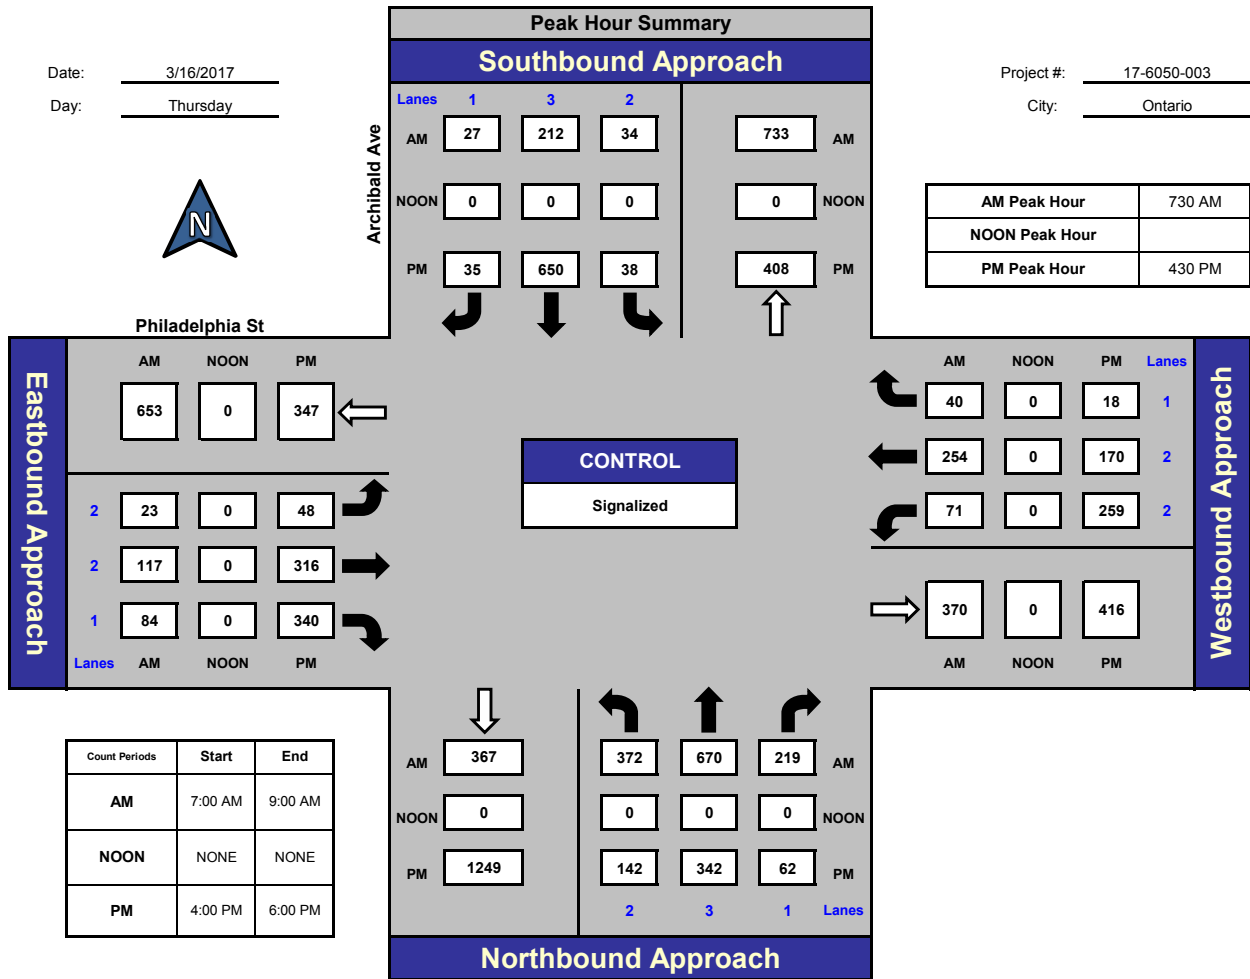 Peak Hour Summary
Southbound Approach
Date: 3/16/2017
Project #: 17-6050-003
Day: Thursday
City: Ontario
Lanes 1 3 2
AM 27 212 34 733 AM
NOON 0 0 0 0 NOON
PM 35 650 38 408 PM
Archibald Ave
N
AM Peak Hour 730 AM
NOON Peak Hour
PM Peak Hour 430 PM
Philadelphia St
Eastbound Approach
AM NOON PM
653 0 347
2 23 0 48
2 117 0 316
1 84 0 340
Lanes AM NOON PM
CONTROL
Signalized
AM NOON PM Lanes
40 0 18 1
254 0 170 2
71 0 259 2
370 0 416
AM NOON PM
Westbound Approach
Count Periods Start End
AM 7:00 AM 9:00 AM
NOON NONE NONE
PM 4:00 PM 6:00 PM
AM 367 372 670 219 AM
NOON 0 0 0 0 NOON
PM 1249 142 342 62 PM
2 3 1 Lanes
Northbound Approach